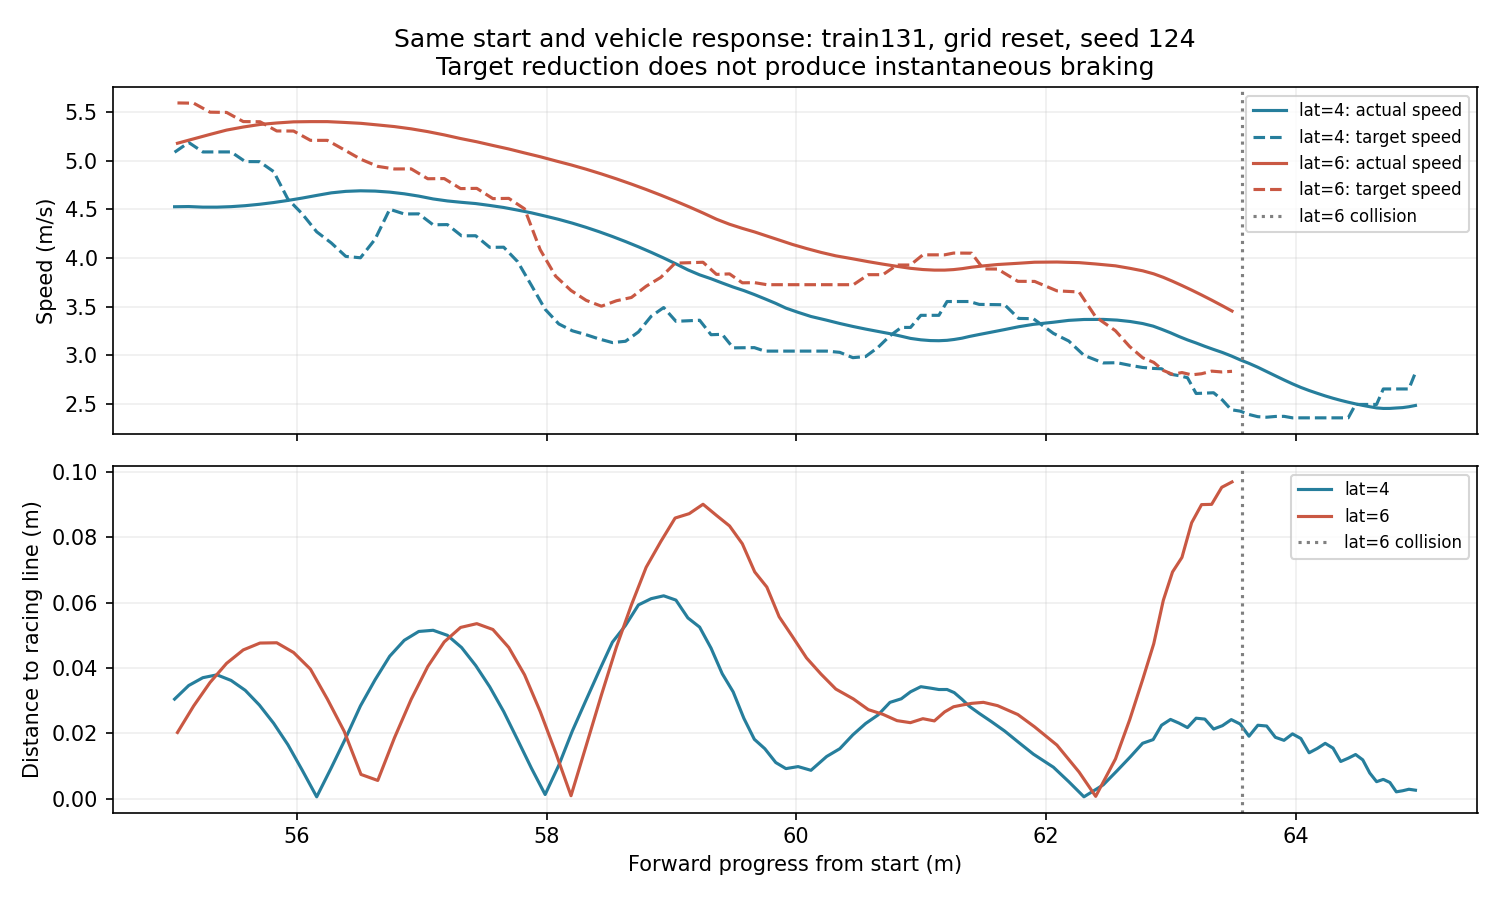 Same start and vehicle response: train131, grid reset, seed 124
Target reduction does not produce instantaneous braking
Speed (m/s)
5.5
5.0
4.5
4.0
3.5
3.0
2.5
lat=4: actual speed
lat=4: target speed
lat=6: actual speed
lat=6: target speed
lat=6 collision
Distance to racing line (m)
0.10
0.08
0.06
0.04
0.02
0.00
lat=4
lat=6
lat=6 collision
56
58
60
62
64
Forward progress from start (m)